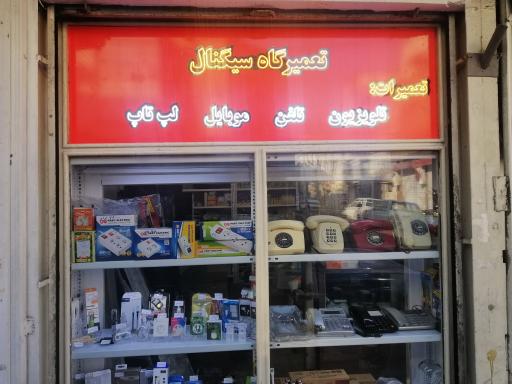 تعمیرگاه سیگنال
تعمیرات:
تلویزیون تلفن موبایل لپ تاپ